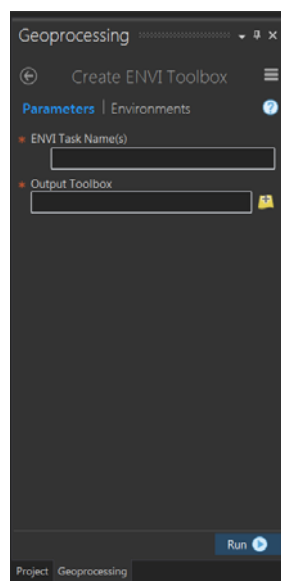 Geoprocessing
Create ENVI Toolbox
Parameters | Environments
* ENVI Task Name(s)
* Output Toolbox
Run
Project Geoprocessing